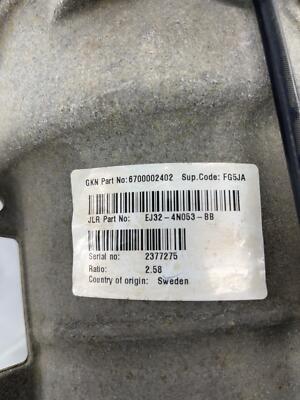 GKN Part No:6700002402 Sup.Code: FG5JA
JLR Part No: EJ32-4N053-BB
Serial no: 2377275
Ratio: 2.58
Country of origin: Sweden